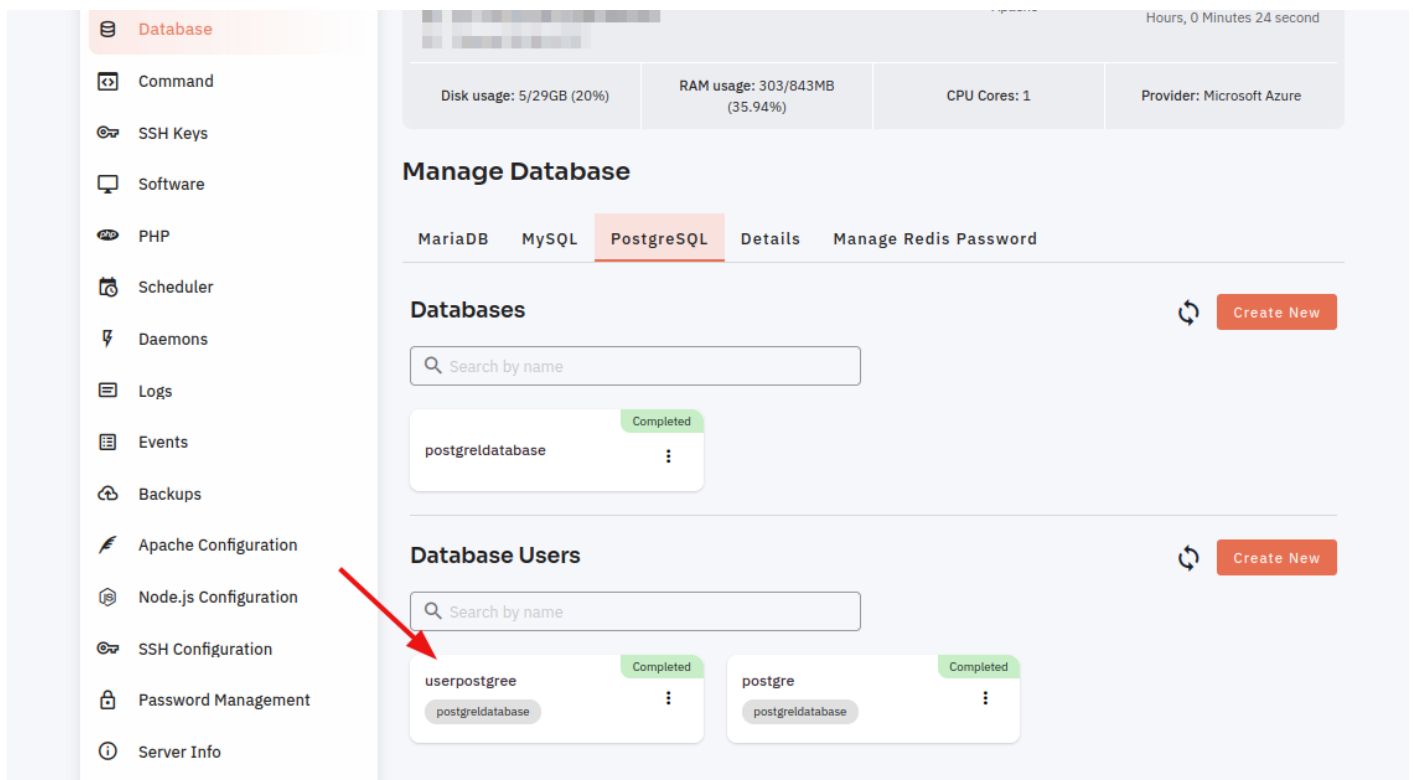 Database
Command
SSH Keys
Software
PHP
Scheduler
Daemons
Logs
Events
Backups
Apache Configuration
Node.js Configuration
SSH Configuration
Password Management
Server Info
Apache
Hours, 0 Minutes 24 second
Disk usage: 5/29GB (20%)
RAM usage: 303/843MB
(35.94%)
CPU Cores: 1
Provider: Microsoft Azure
Manage Database
MariaDB
MySQL
PostgreSQL
Details
Manage Redis Password
Databases
Create New
Search by name
Completed
postgreldatabase
Database Users
Create New
Search by name
Completed
userpostgree
postgreldatabase
Completed
postgre
postgreldatabase